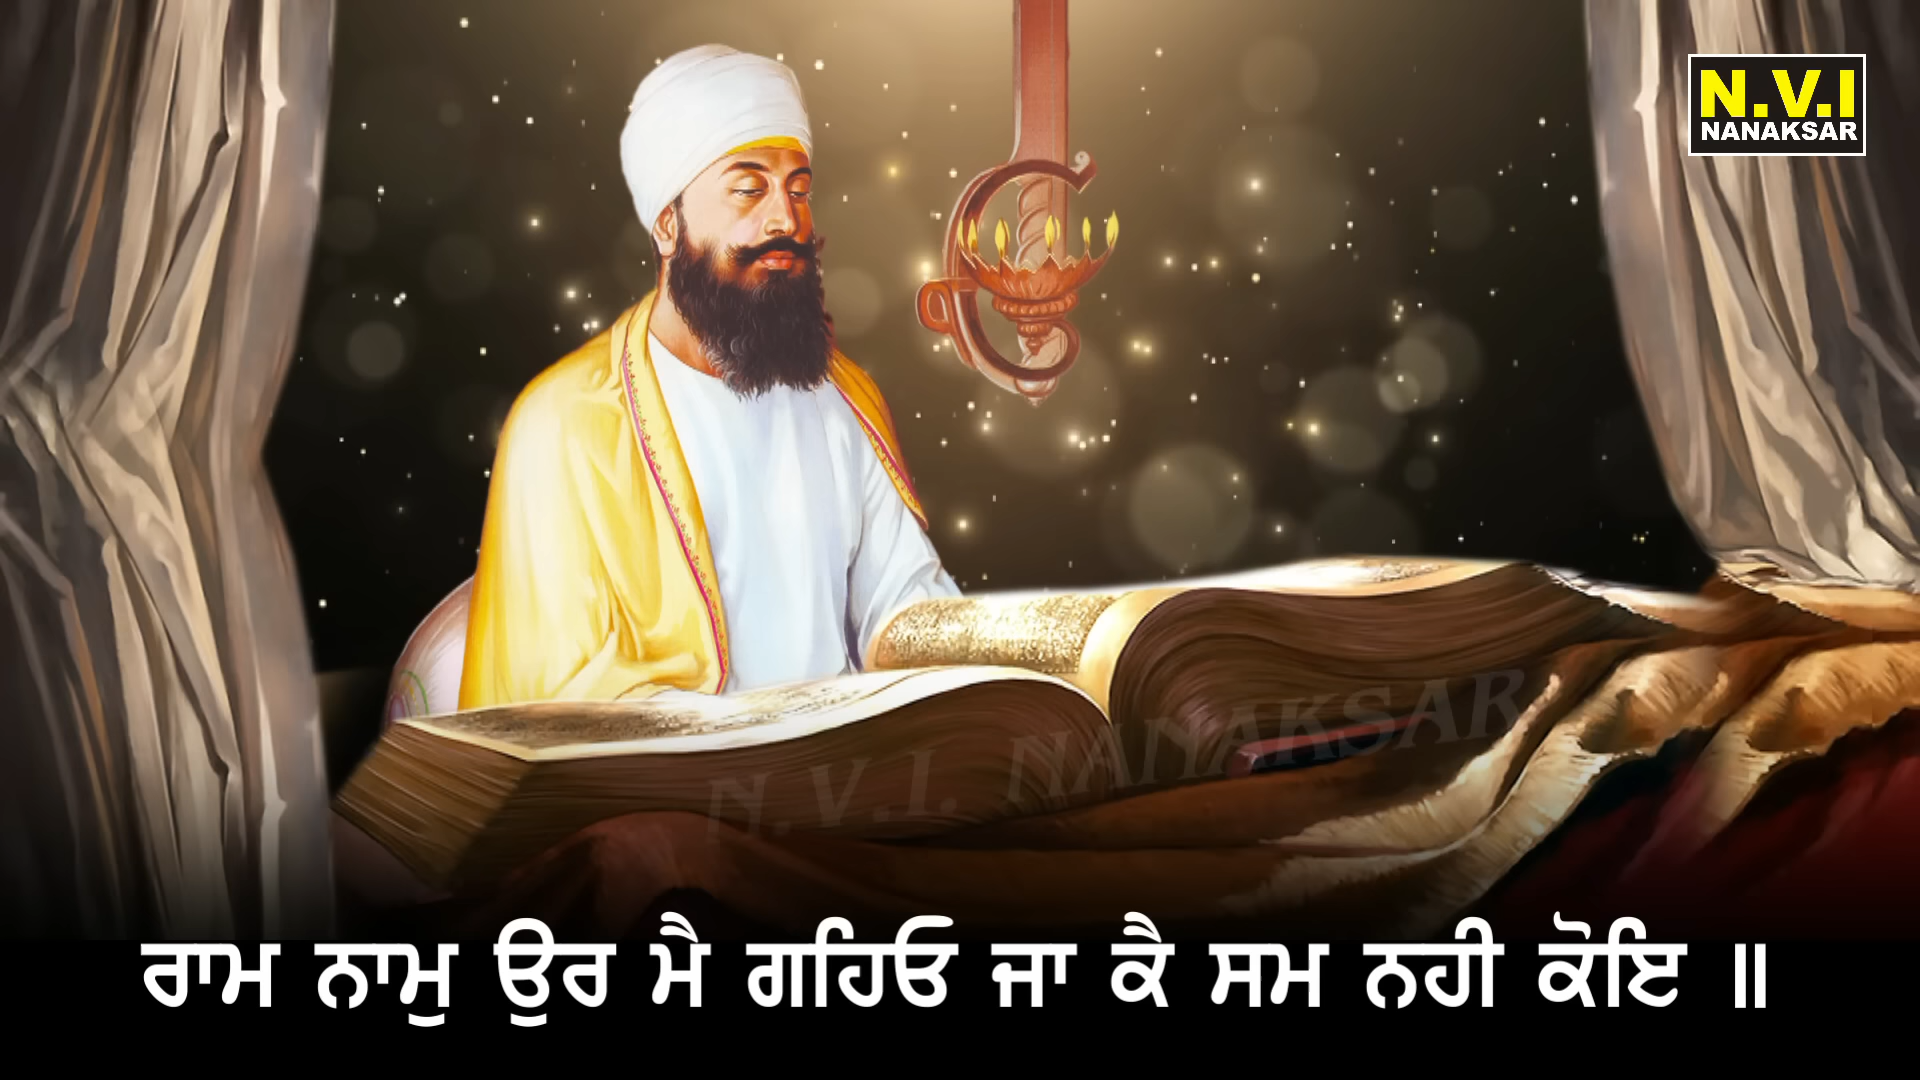 N.V.I
NANAKSAR
N.V.I. NANAKSAR
ਰਾਮ ਨਾਮੁ ਉਰ ਮੈ ਗਹਿਓ ਜਾ ਕੈ ਸਮ ਨਹੀ ਕੋਇ ॥